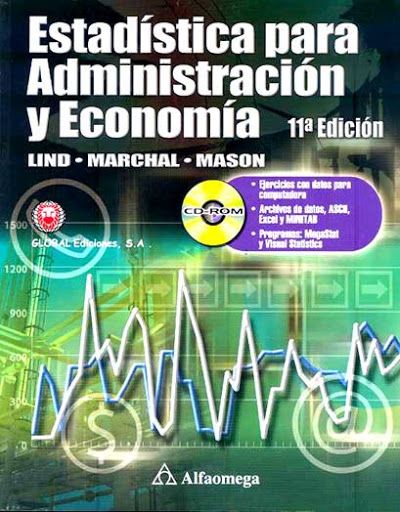 Estadística para
Administración
y Economía 11ª Edición
LIND • MARCHAL • MASON
CD-ROM
• Ejercicios con datos para
computadora
• Archivos de datos, ASCII,
Excel y MINITAB
• Programas: MegaStat
y Visual Statistics
GLOBAL Ediciones, S.A.
1500
1200
900
600
300
0
$
@
Alfaomega